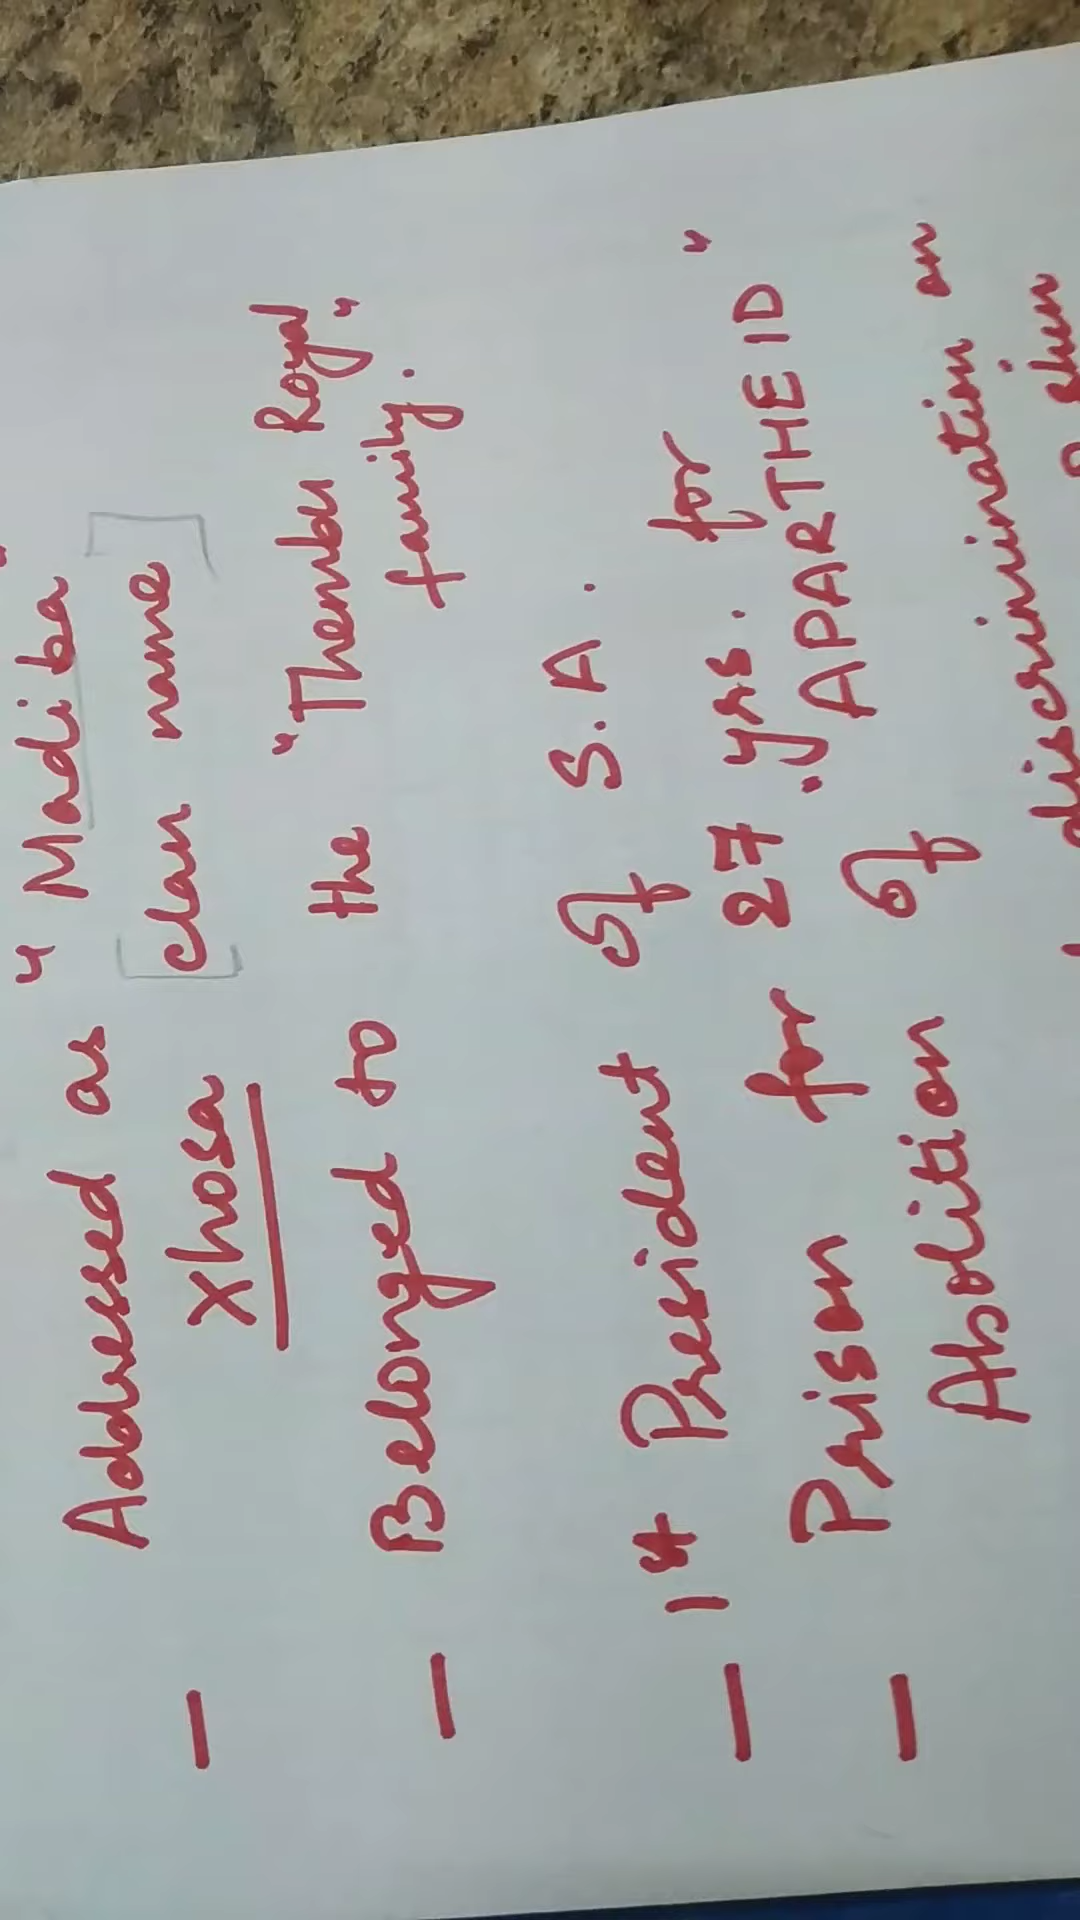 - Addressed as "Madiba"
Xhosa [clan name]
- Belonged to the "Thembu Royal"
family.
- 1st President of S.A.
- Prison for 27 yrs. for
Abolition of "APARTHEID"
discrimination on